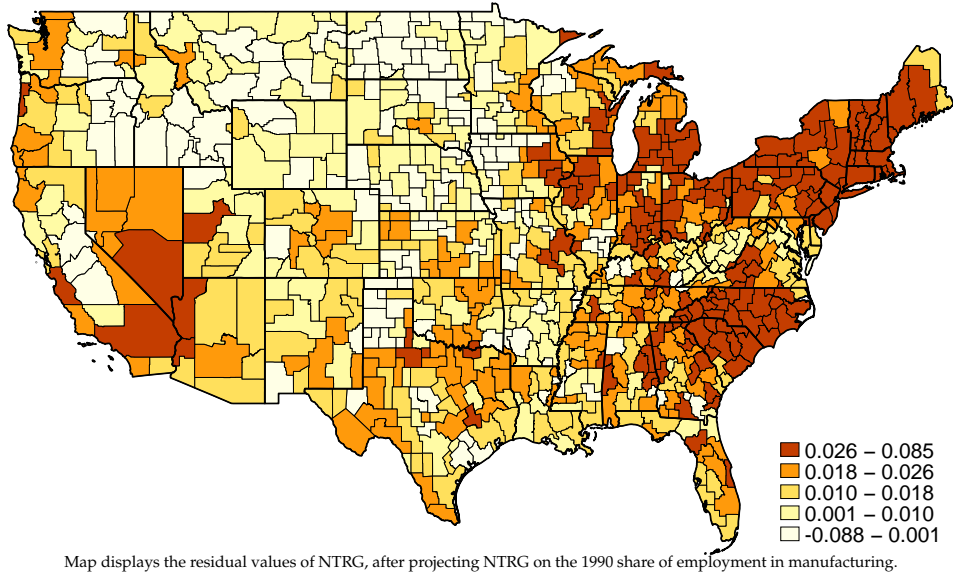 0.026 – 0.085
0.018 – 0.026
0.010 – 0.018
0.001 – 0.010
-0.088 – 0.001
Map displays the residual values of NTRG, after projecting NTRG on the 1990 share of employment in manufacturing.